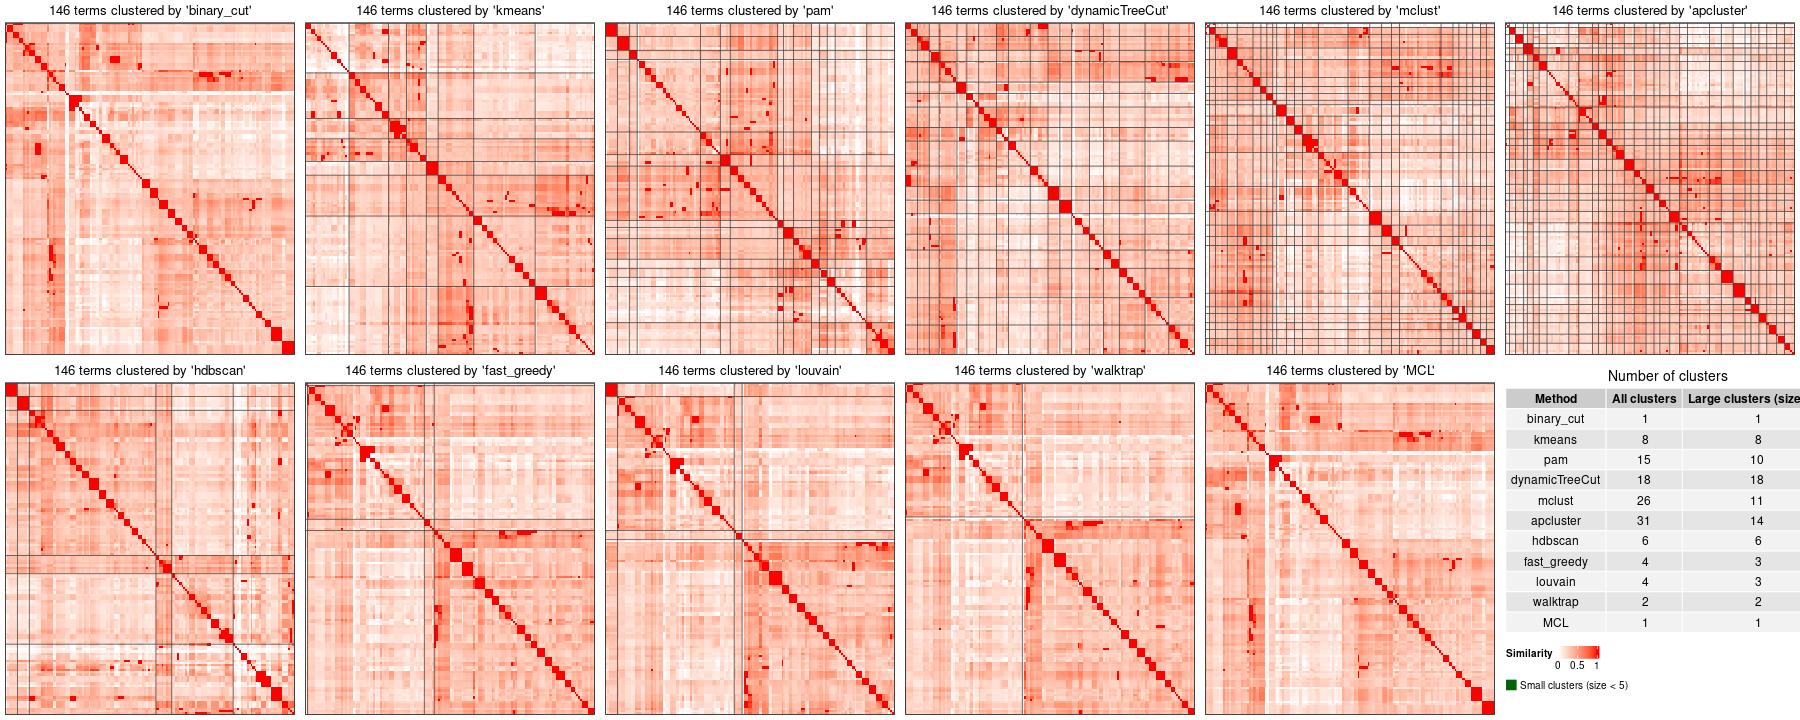 146 terms clustered by 'binary_cut'
146 terms clustered by 'kmeans'
146 terms clustered by 'pam'
146 terms clustered by 'dynamicTreeCut'
146 terms clustered by 'mclust'
146 terms clustered by 'apcluster'
146 terms clustered by 'hdbscan'
146 terms clustered by 'fast_greedy'
146 terms clustered by 'louvain'
146 terms clustered by 'walktrap'
146 terms clustered by 'MCL'
Number of clusters
Method All clusters Large clusters (size
binary_cut 1 1
kmeans 8 8
pam 15 10
dynamicTreeCut 18 18
mclust 26 11
apcluster 31 14
hdbscan 6 6
fast_greedy 4 3
louvain 4 3
walktrap 2 2
MCL 1 1
Similarity
0 0.5 1
Small clusters (size < 5)